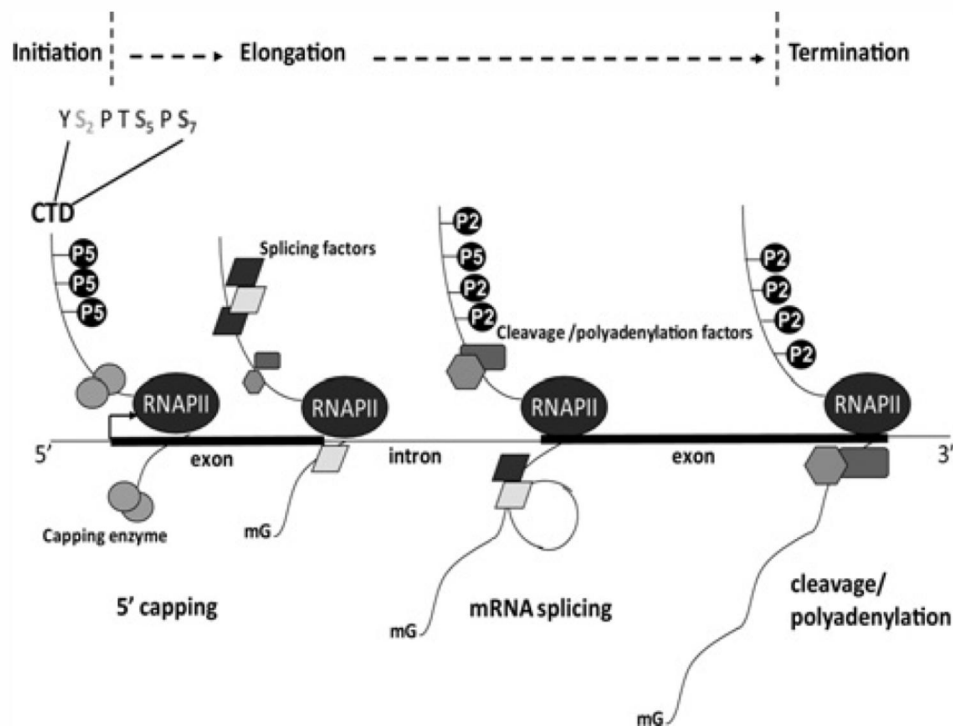 Initiation
Elongation
Termination
Y S2 P T S5 P S7
CTD
P5
P5
P5
Splicing factors
P2
P5
P2
P2
Cleavage /polyadenylation factors
P2
P2
P2
P2
RNAPII
RNAPII
RNAPII
RNAPII
5'
exon
intron
exon
3'
Capping enzyme
mG
mG
mG
5' capping
mRNA splicing
cleavage/
polyadenylation